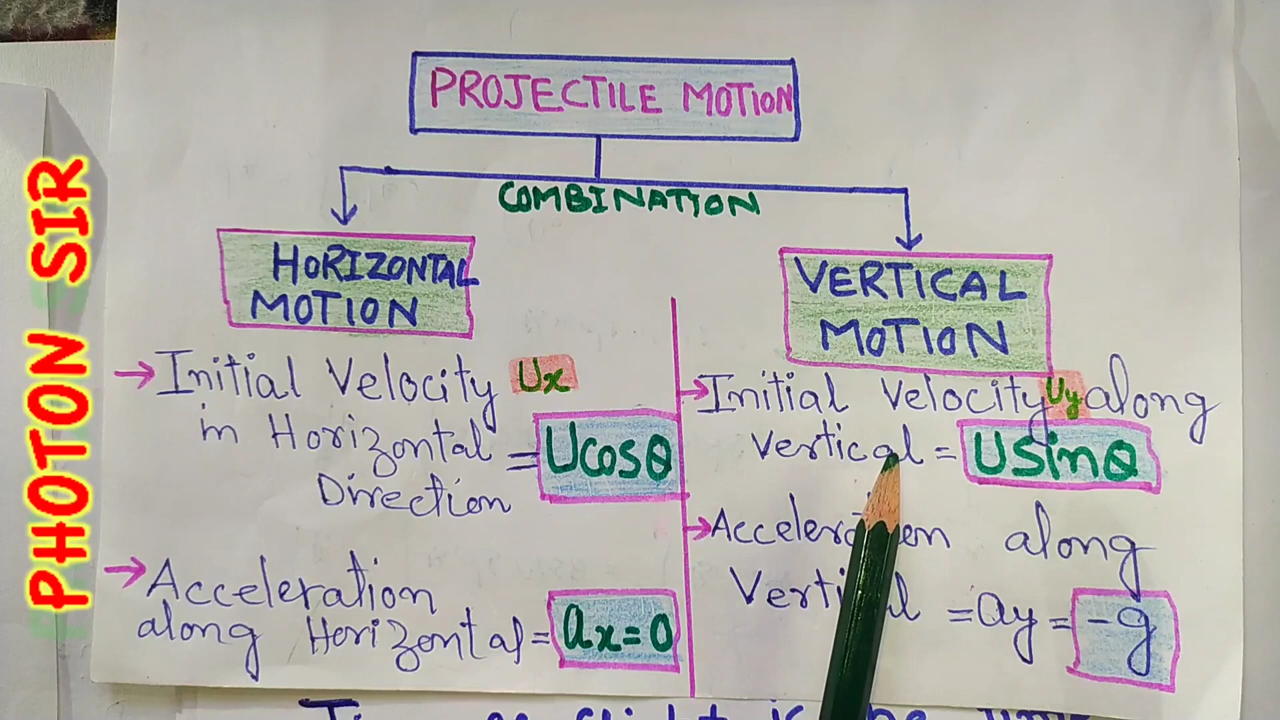 PHOTON SIR
PROJECTILE MOTION
COMBINATION
HORIZONTAL
MOTION
→ Initial Velocity Ux
in Horizontal
Direction = Ucosθ
→ Acceleration
along Horizontal = ax=0
VERTICAL
MOTION
→ Initial Velocity Uy along
Vertical = Usinθ
→ Acceleration along
Vertical = ay = -g